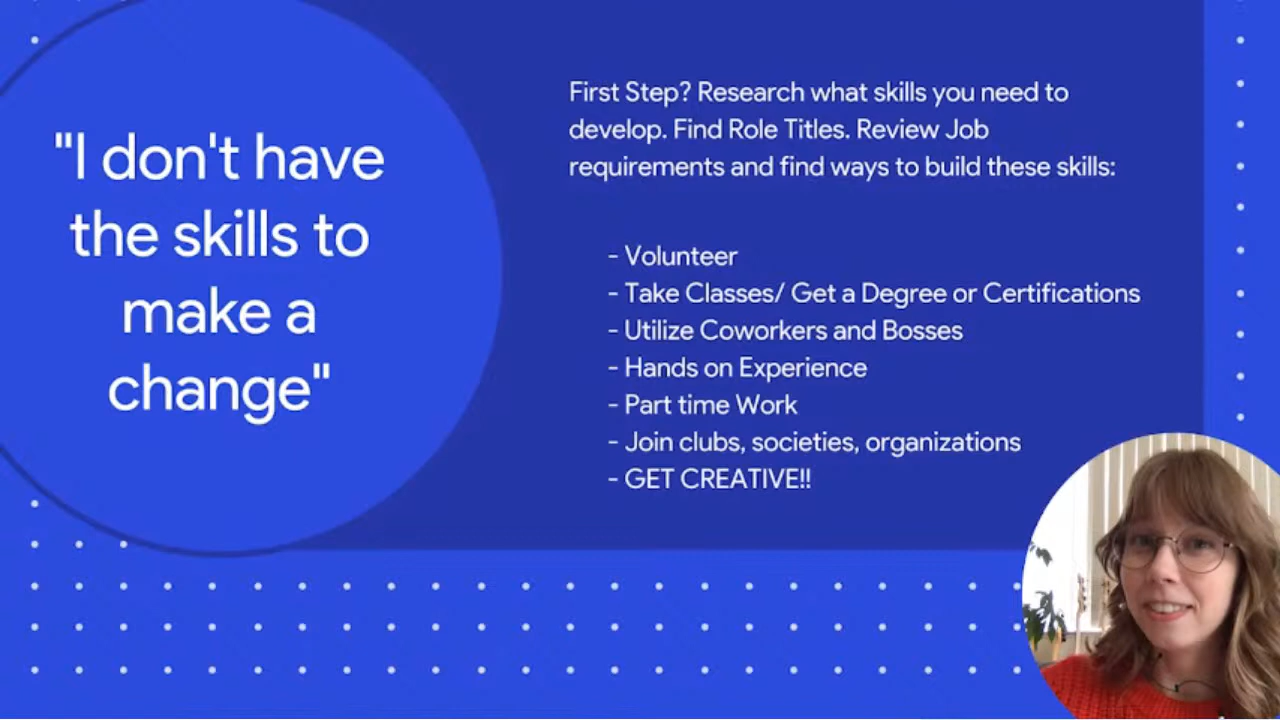 "I don't have
the skills to
make a
change"
First Step? Research what skills you need to
develop. Find Role Titles. Review Job
requirements and find ways to build these skills:
- Volunteer
- Take Classes/ Get a Degree or Certifications
- Utilize Coworkers and Bosses
- Hands on Experience
- Part time Work
- Join clubs, societies, organizations
- GET CREATIVE!!